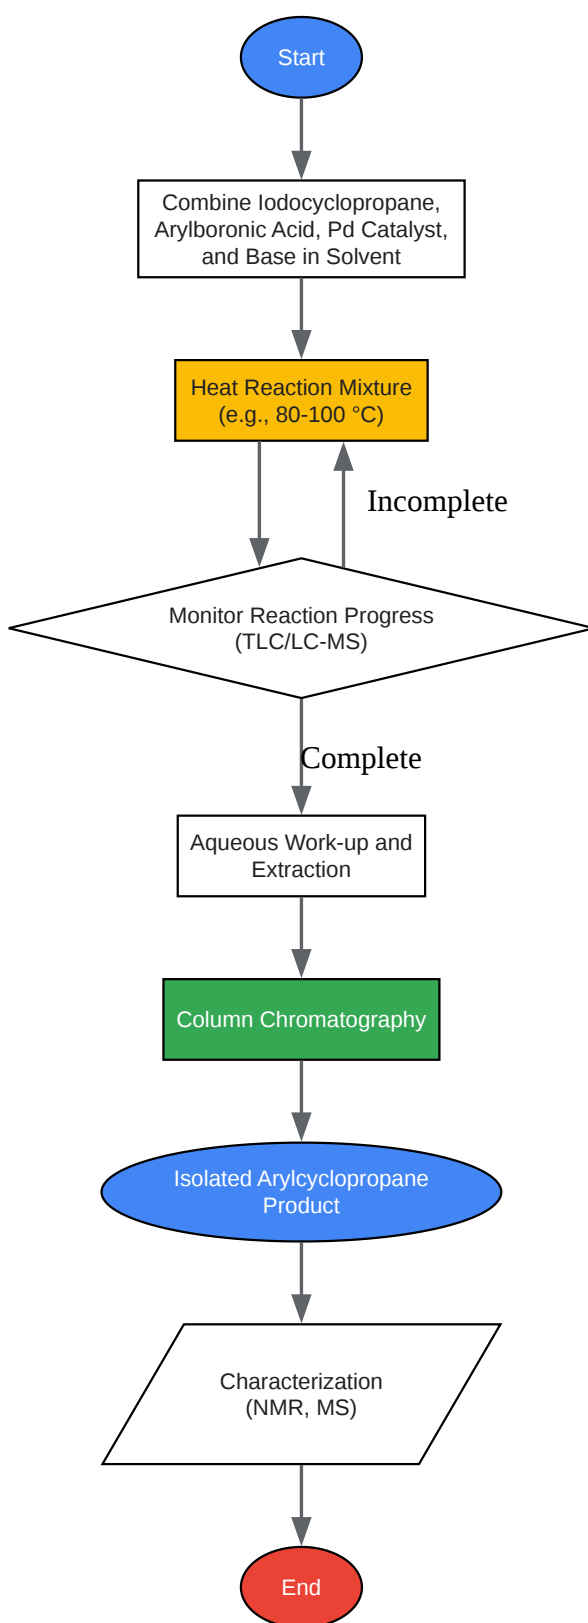 Start
Combine Iodocyclopropane,
Arylboronic Acid, Pd Catalyst,
and Base in Solvent
Heat Reaction Mixture
(e.g., 80-100 °C)
Incomplete
Monitor Reaction Progress
(TLC/LC-MS)
Complete
Aqueous Work-up and
Extraction
Column Chromatography
Isolated Arylcyclopropane
Product
Characterization
(NMR, MS)
End